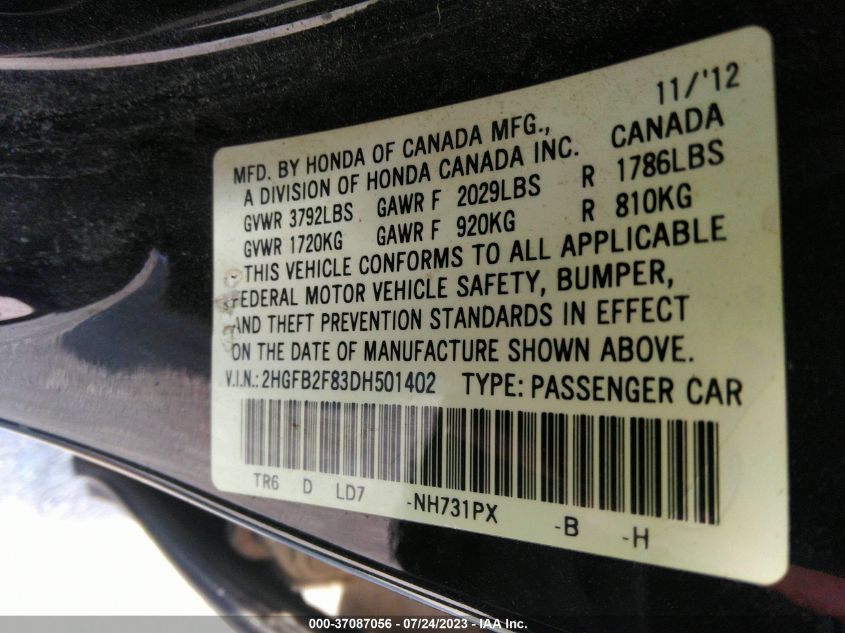 11/'12
MFD. BY HONDA OF CANADA MFG.,
A DIVISION OF HONDA CANADA INC. CANADA
GVWR 3792LBS GAWR F 2029LBS R 1786LBS
GVWR 1720KG GAWR F 920KG R 810KG
THIS VEHICLE CONFORMS TO ALL APPLICABLE
FEDERAL MOTOR VEHICLE SAFETY, BUMPER,
AND THEFT PREVENTION STANDARDS IN EFFECT
ON THE DATE OF MANUFACTURE SHOWN ABOVE.
V.I.N.: 2HGFB2F83DH501402 TYPE: PASSENGER CAR
TR6 D LD7 -NH731PX -B -H
000-37087056 - 07/24/2023 - IAA Inc.